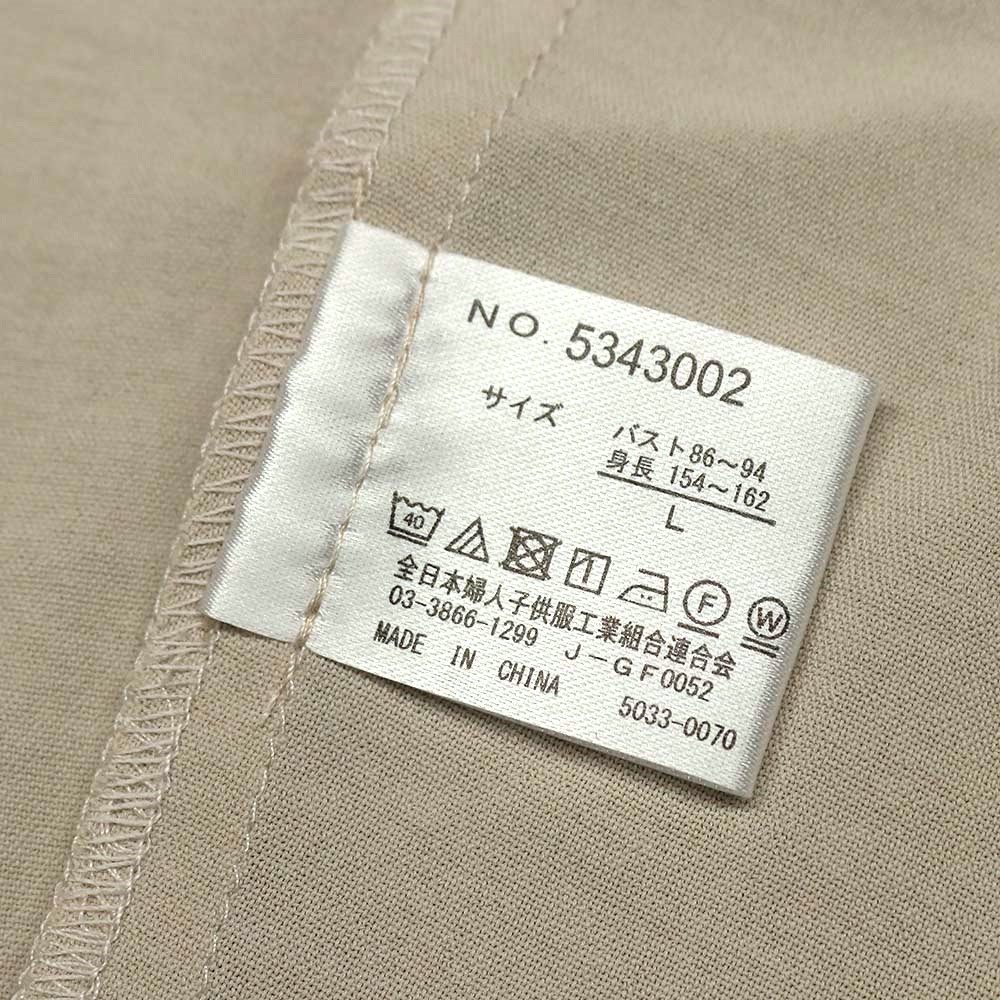 NO. 5343002
サイズ
バスト86～94
身長 154～162
L
40
F
W
全日本婦人子供服工業組合連合会
03-3866-1299 J-GF0052
MADE IN CHINA
5033-0070